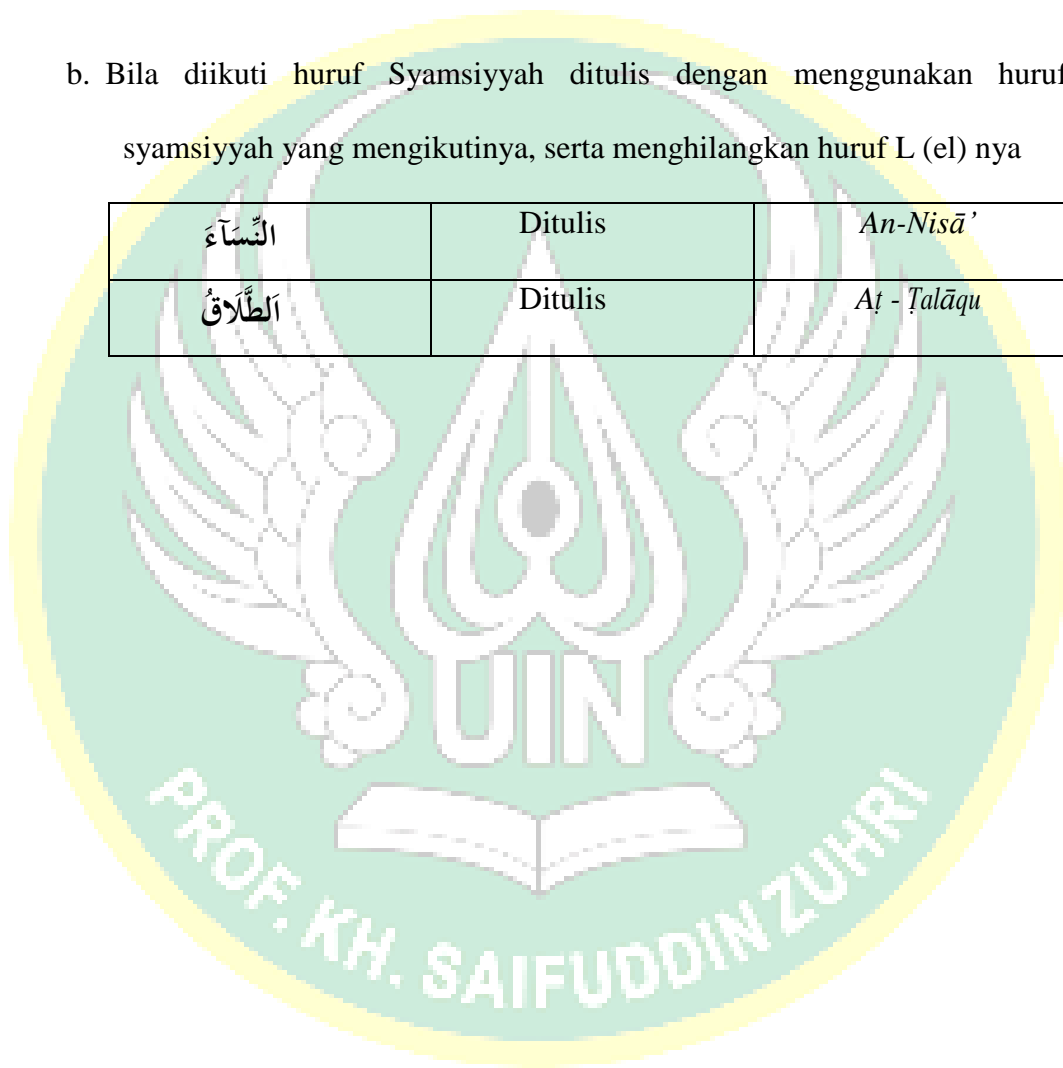 b. Bila diikuti huruf Syamsiyyah ditulis dengan menggunakan huruf
syamsiyyah yang mengikutinya, serta menghilangkan huruf L (el) nya
النِّسَآءَ Ditulis An-Nisā’
اَلطَّلَاقُ Ditulis Aṭ - Ṭalāqu
UIN
PROF. KH. SAIFUDDIN ZUHRI